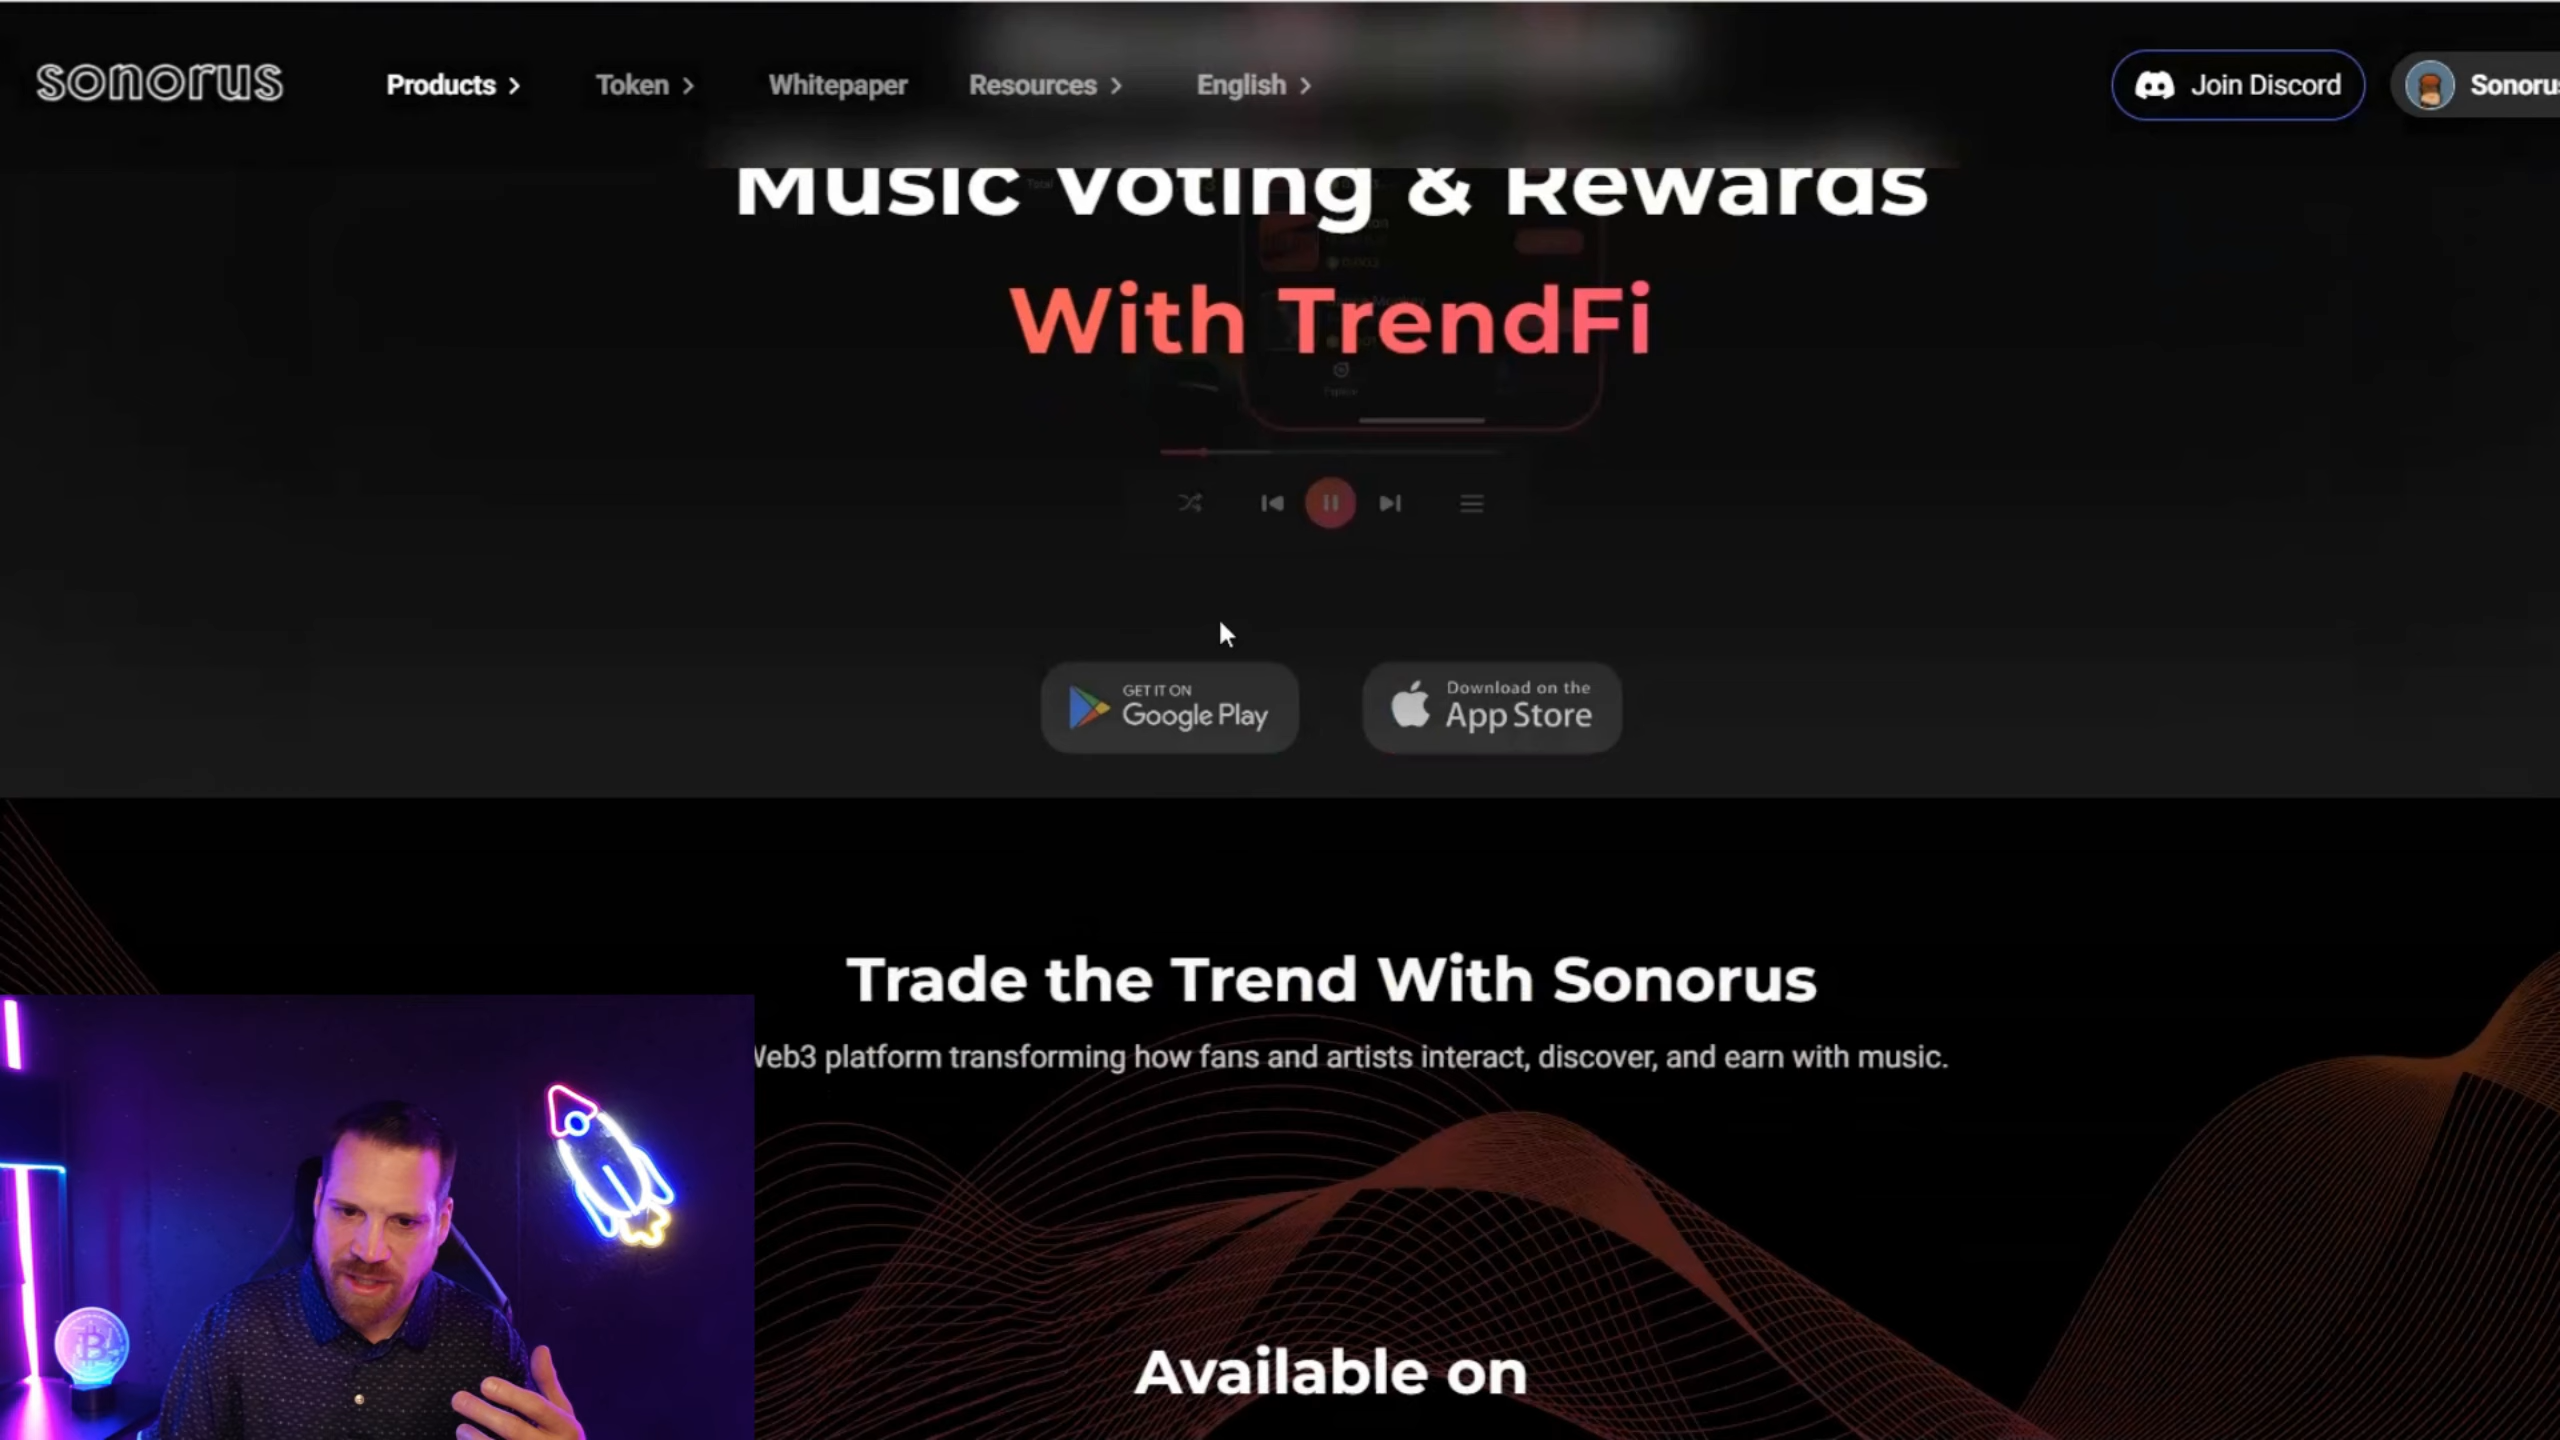 sonorus
Products
Token
Whitepaper
Resources
English
Join Discord
Music Voting & Rewards
With TrendFi
GET IT ON
Google Play
Download on the
App Store
Trade the Trend With Sonorus
platform transforming how fans and artists interact, discover, and earn with music.
Available on